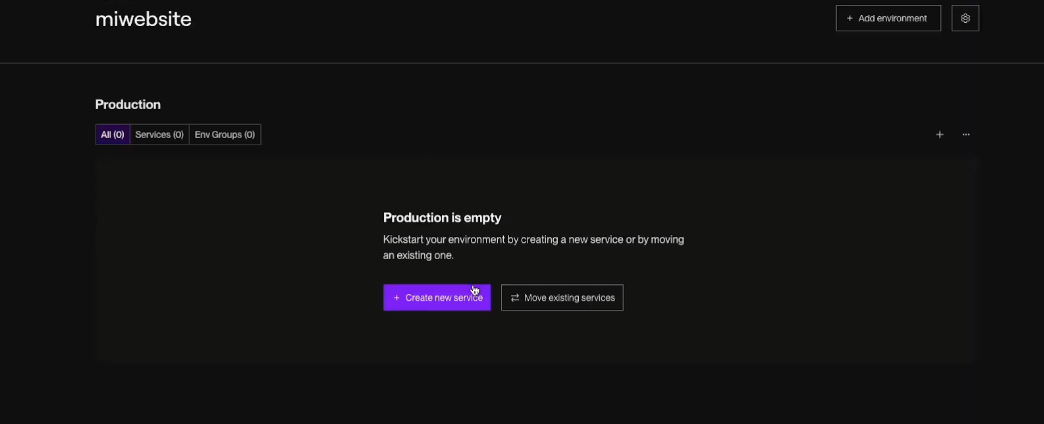 miwebsite
+ Add environment
Production
All (0) Services (0) Env Groups (0)
Production is empty
Kickstart your environment by creating a new service or by moving
an existing one.
+ Create new service
Move existing services